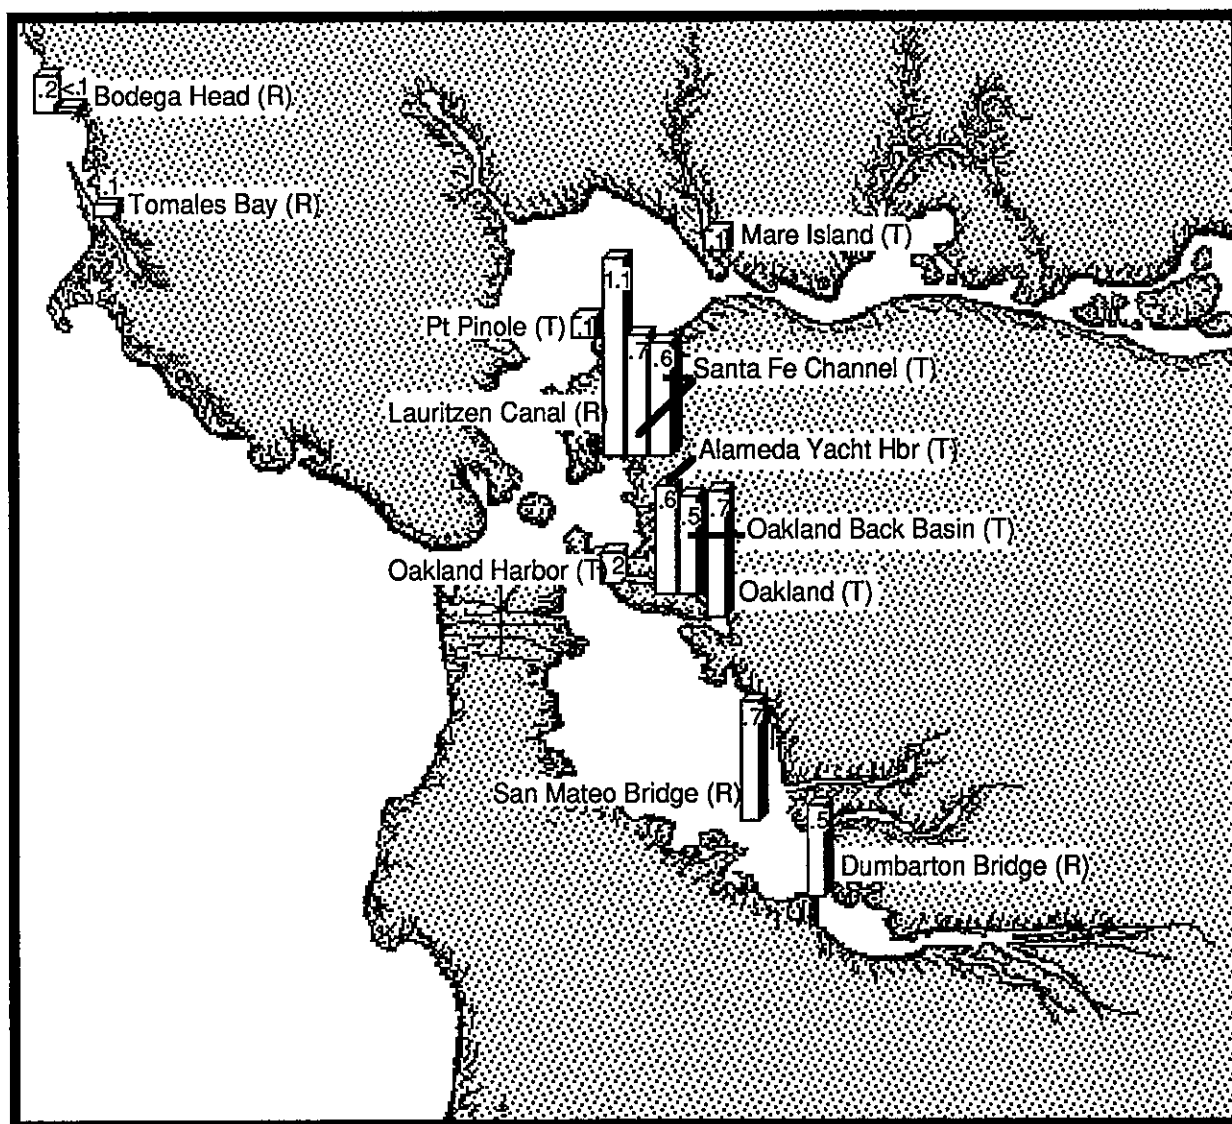 .2 <.1 Bodega Head (R)
.1
Tomales Bay (R)
.1 Mare Island (T)
1.1
Pt Pinole (T) .1
.7 .6
Santa Fe Channel (T)
Lauritzen Canal (R)
Alameda Yacht Hbr (T)
.6 .5 .7
Oakland Back Basin (T)
Oakland Harbor (T) .2
Oakland (T)
.7
San Mateo Bridge (R)
.5
Dumbarton Bridge (R)